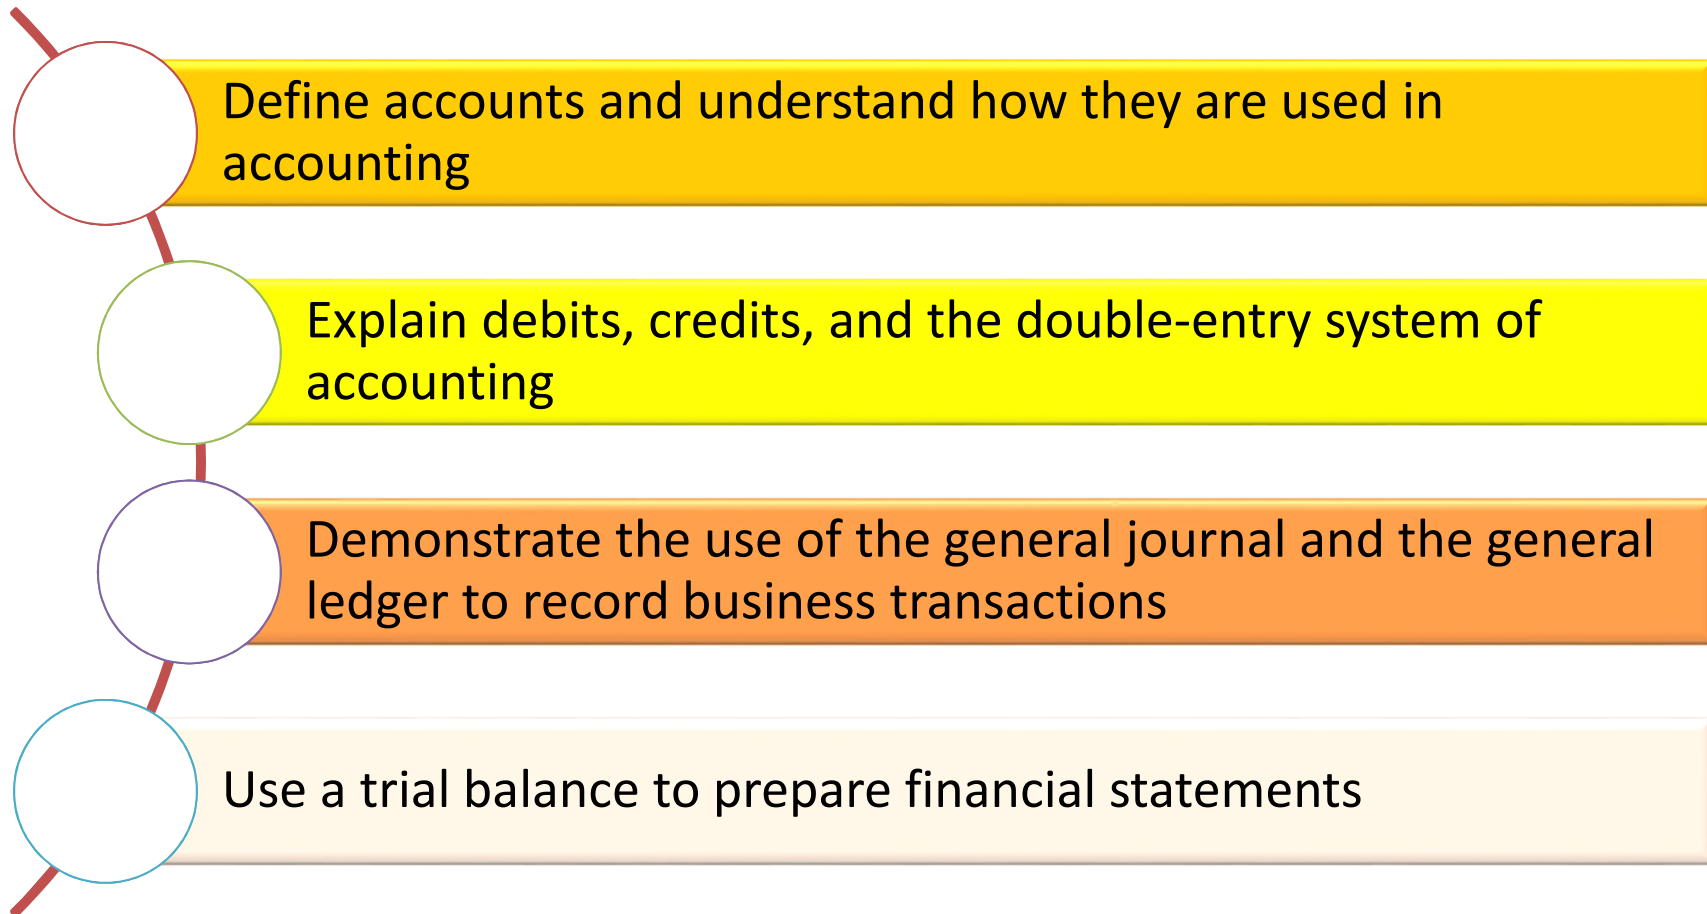 Define accounts and understand how they are used in
accounting
Explain debits, credits, and the double-entry system of
accounting
Demonstrate the use of the general journal and the general
ledger to record business transactions
Use a trial balance to prepare financial statements